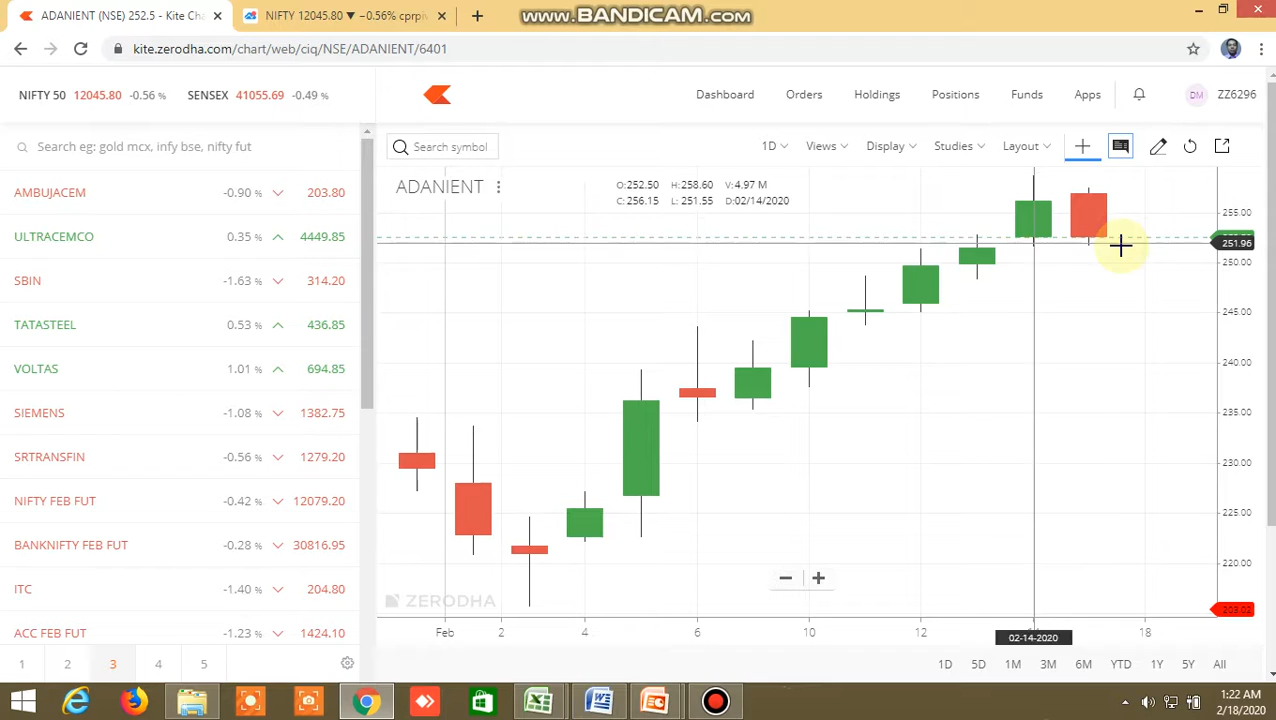 ADANIENT (NSE) 252.5 - Kite Cha
NIFTY 12045.80 ▼ −0.56% cprpiv
www.BANDICAM.com
kite.zerodha.com/chart/web/ciq/NSE/ADANIENT/6401
NIFTY 50 12045.80 -0.56 % SENSEX 41055.69 -0.49 %
Dashboard Orders Holdings Positions Funds Apps DM ZZ6296
Search eg: gold mcx, infy bse, nifty fut
Search symbol 1D Views Display Studies Layout
AMBUJACEM -0.90 % 203.80
ULTRACEMCO 0.35 % 4449.85
SBIN -1.63 % 314.20
TATASTEEL 0.53 % 436.85
VOLTAS 1.01 % 694.85
SIEMENS -1.08 % 1382.75
SRTRANSFIN -0.56 % 1279.20
NIFTY FEB FUT -0.42 % 12079.20
BANKNIFTY FEB FUT -0.28 % 30816.95
ITC -1.40 % 204.80
ACC FEB FUT -1.23 % 1424.10
1 2 3 4 5
ADANIENT
O: 252.50 H: 258.60 V: 4.97 M
C: 256.15 L: 251.55 D: 02/14/2020
255.00
251.96
250.00
245.00
240.00
235.00
230.00
225.00
220.00
203.02
ZERODHA
Feb 2 4 6 10 12 18
02-14-2020
1D 5D 1M 3M 6M YTD 1Y 5Y All
1:22 AM
2/18/2020